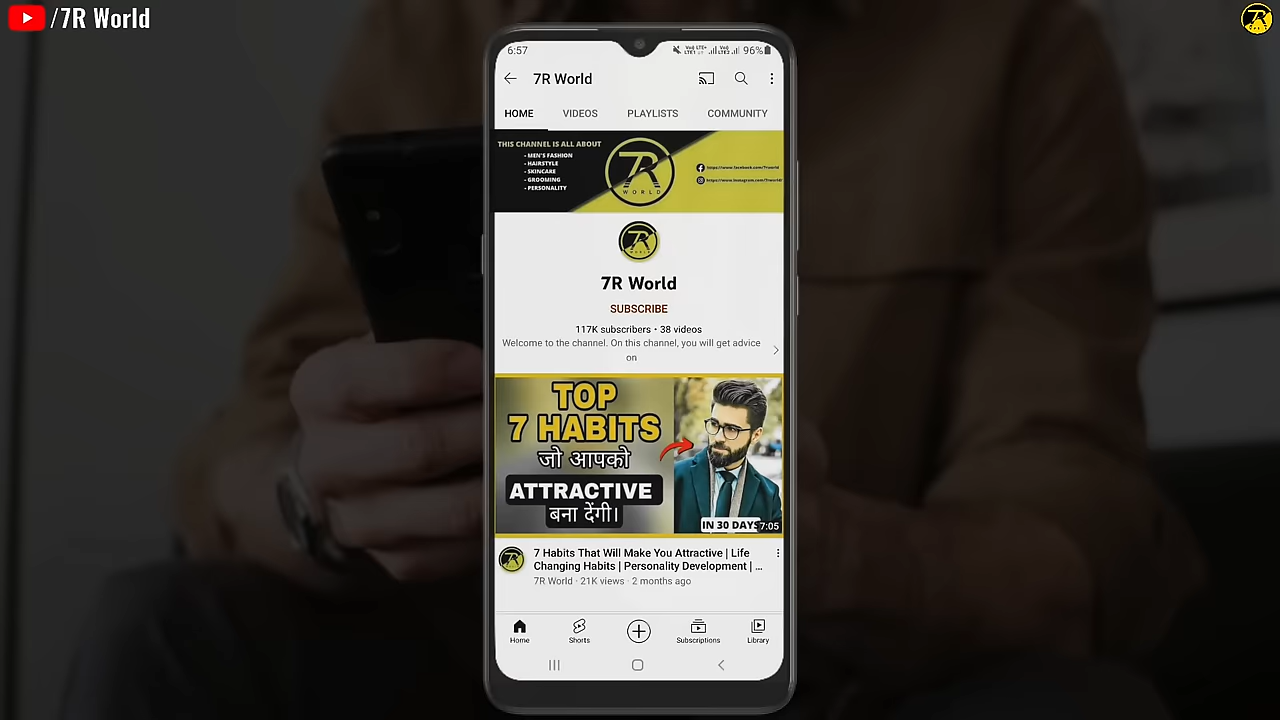 /7R World
6:57
96%
7R World
HOME
VIDEOS
PLAYLISTS
COMMUNITY
THIS CHANNEL IS ALL ABOUT
- MEN'S FASHION
- HAIRSTYLE
- SKINCARE
- GROOMING
- PERSONALITY
7R
WORLD
7R World
SUBSCRIBE
117K subscribers • 38 videos
Welcome to the channel. On this channel, you will get advice
on
TOP
7 HABITS
जो आपको
ATTRACTIVE
बना देंगी।
IN 30 DAYS
7:05
7 Habits That Will Make You Attractive | Life
Changing Habits | Personality Development | ...
7R World · 21K views · 2 months ago
Home
Shorts
Subscriptions
Library